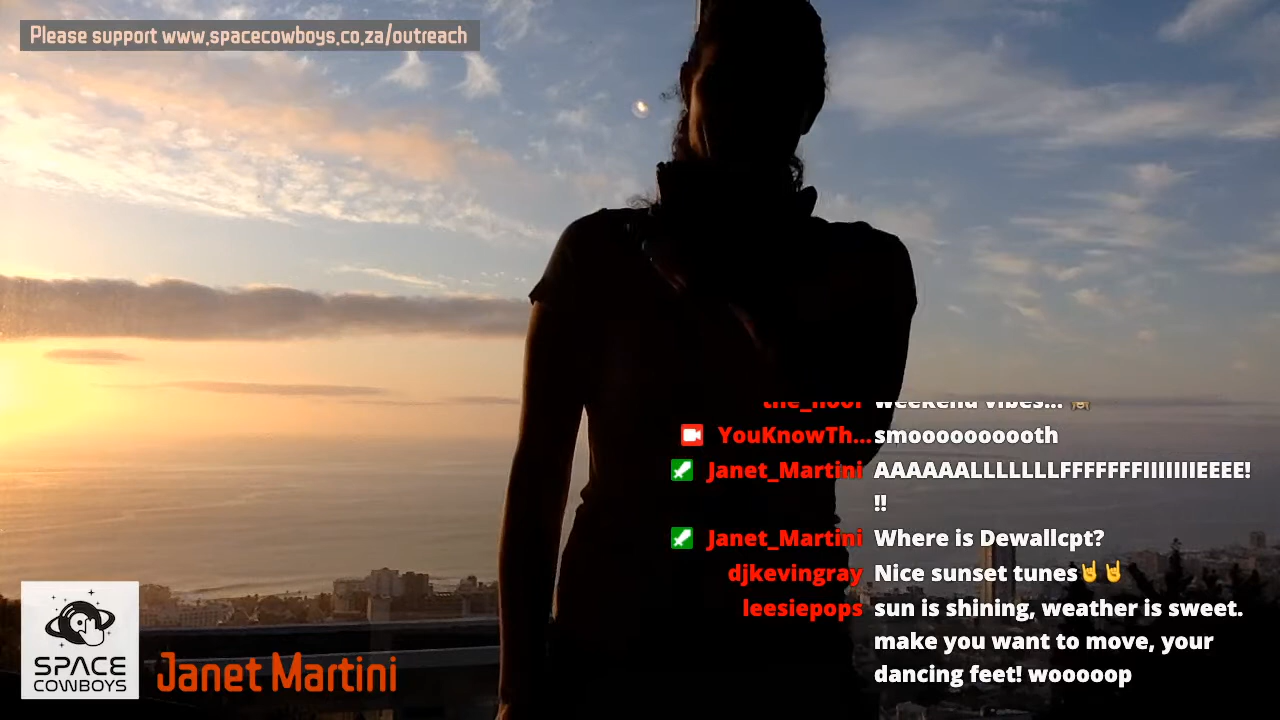 Please support www.spacecowboys.co.za/outreach
weekend vibes...
YouKnowTh... smoooooooooth
Janet_Martini AAAAAALLLLLLLFFFFFFFIIIIIIIEEEE!
!!
Janet_Martini Where is Dewallcpt?
djkevingray Nice sunset tunes🤘🤘
leesiepops sun is shining, weather is sweet.
make you want to move, your
dancing feet! wooooop
SPACE
COWBOYS
Janet Martini